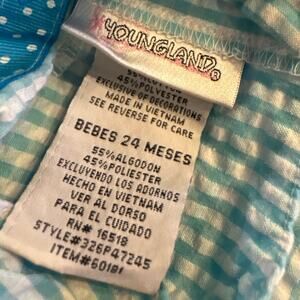 YOUNGLAND®
45% POLYESTER
EXCLUSIVE OF DECORATIONS
MADE IN VIETNAM
SEE REVERSE FOR CARE
BEBES 24 MESES
55% ALGODON
45% POLIESTER
EXCLUYENDO LOS ADORNOS
HECHO EN VIETNAM
VER AL DORSO
PARA EL CUIDADO
RN# 16518
STYLE#326P47245
ITEM#60181